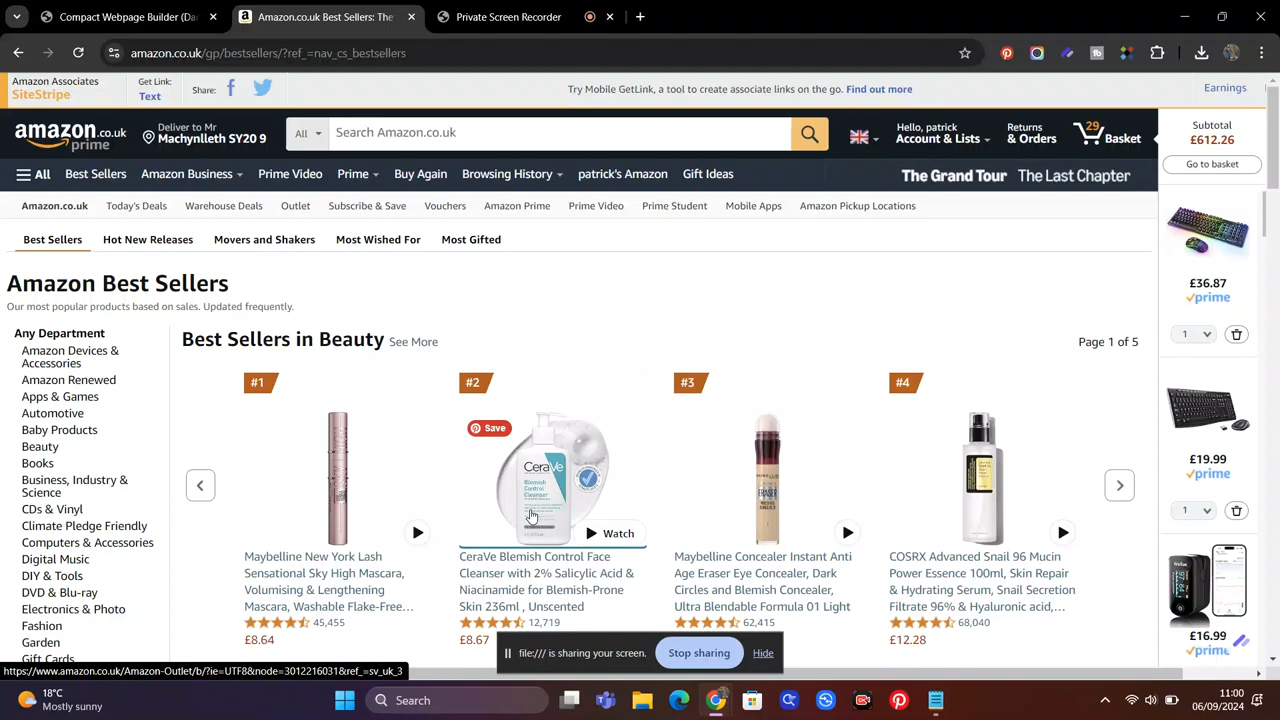 Compact Webpage Builder (Dar
Amazon.co.uk Best Sellers: The
Private Screen Recorder
amazon.co.uk/gp/bestsellers/?ref_=nav_cs_bestsellers
Amazon Associates
SiteStripe
Get Link:
Text
Share:
Try Mobile GetLink, a tool to create associate links on the go. Find out more
Earnings
amazon.co.uk
prime
Deliver to Mr
Machynlleth SY20 9
All
Search Amazon.co.uk
Hello, patrick
Account & Lists
Returns
& Orders
29
Basket
Subtotal
£612.26
Go to basket
All
Best Sellers
Amazon Business
Prime Video
Prime
Buy Again
Browsing History
patrick's Amazon
Gift Ideas
The Grand Tour The Last Chapter
Amazon.co.uk
Today's Deals
Warehouse Deals
Outlet
Subscribe & Save
Vouchers
Amazon Prime
Prime Video
Prime Student
Mobile Apps
Amazon Pickup Locations
Best Sellers
Hot New Releases
Movers and Shakers
Most Wished For
Most Gifted
Amazon Best Sellers
Our most popular products based on sales. Updated frequently.
Any Department
Amazon Devices &
Accessories
Amazon Renewed
Apps & Games
Automotive
Baby Products
Beauty
Books
Business, Industry &
Science
CDs & Vinyl
Climate Pledge Friendly
Computers & Accessories
Digital Music
DIY & Tools
DVD & Blu-ray
Electronics & Photo
Fashion
Garden
Gift Cards
Best Sellers in Beauty See More
Page 1 of 5
#1
Maybelline New York Lash
Sensational Sky High Mascara,
Volumising & Lengthening
Mascara, Washable Flake-Free…
45,455
£8.64
#2
Save
CeraVe
Blemish
Control
Cleanser
Watch
CeraVe Blemish Control Face
Cleanser with 2% Salicylic Acid &
Niacinamide for Blemish-Prone
Skin 236ml , Unscented
12,719
£8.67
#3
ERASER
Maybelline Concealer Instant Anti
Age Eraser Eye Concealer, Dark
Circles and Blemish Concealer,
Ultra Blendable Formula 01 Light
62,415
#4
COSRX Advanced Snail 96 Mucin
Power Essence 100ml, Skin Repair
& Hydrating Serum, Snail Secretion
Filtrate 96% & Hyaluronic acid,…
68,040
£12.28
£36.87
prime
1
£19.99
prime
1
£16.99
prime
file:/// is sharing your screen.
Stop sharing
Hide
https://www.amazon.co.uk/Amazon-Outlet/b/?ie=UTF8&node=3012216031&ref_=sv_uk_3
18°C
Mostly sunny
Search
11:00
06/09/2024